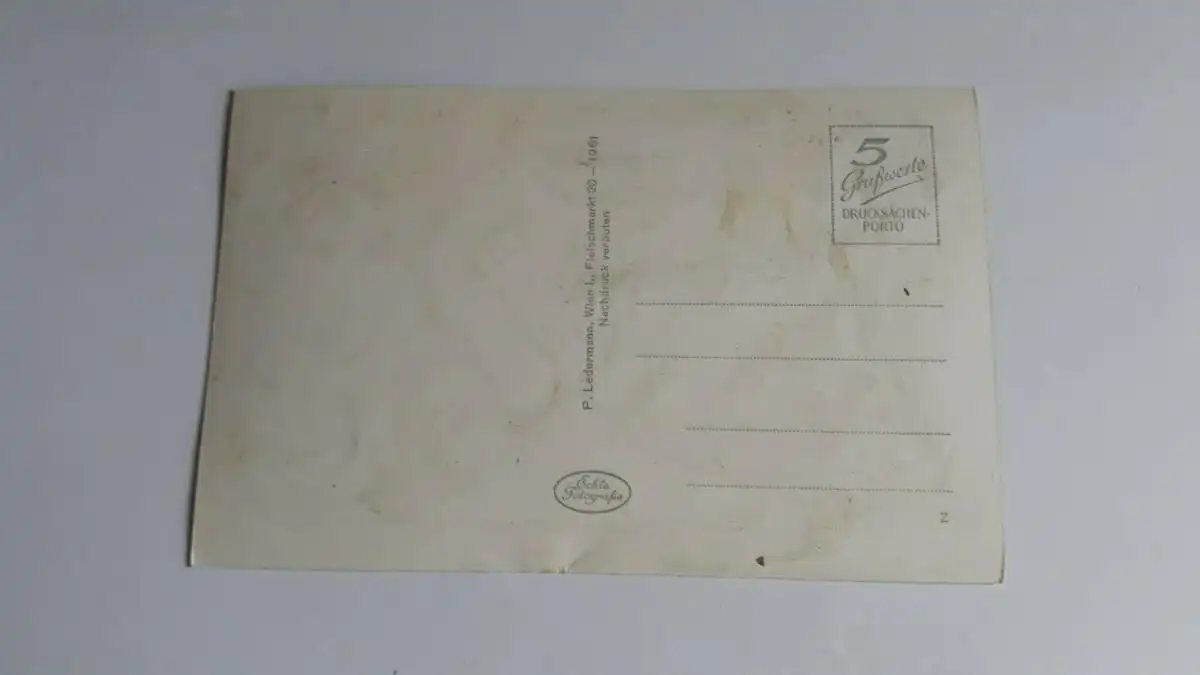 P. Ledermann, Wien I., Fleischmarkt 20 – 1961
Nachdruck verboten
Echte
Fotografie
5
Grußworte
DRUCKSACHEN-
PORTO
2